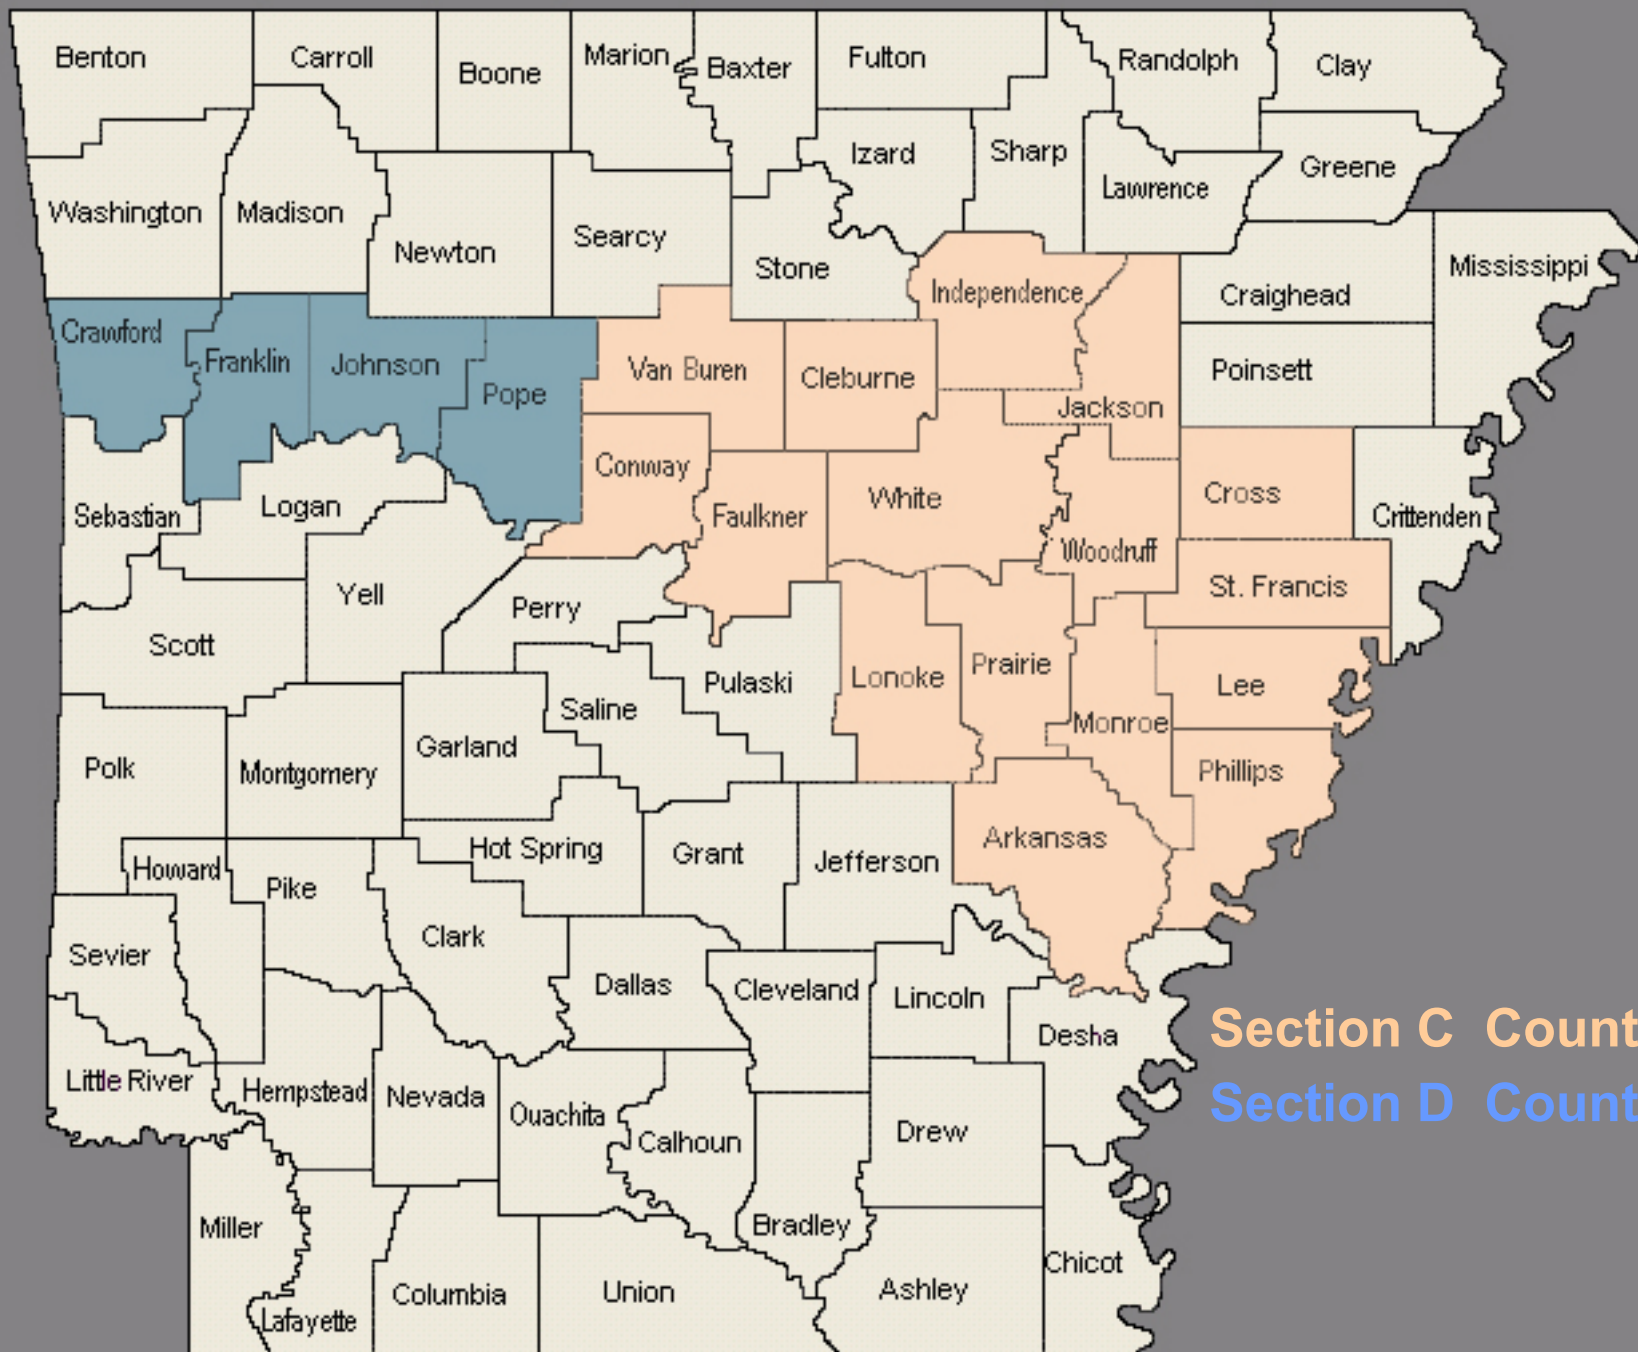 Benton
Carroll
Boone
Marion
Baxter
Fulton
Randolph
Clay
Izard
Sharp
Lawrence
Greene
Washington
Madison
Newton
Searcy
Stone
Independence
Craighead
Mississippi
Crawford
Franklin
Johnson
Pope
Van Buren
Cleburne
Jackson
Poinsett
Sebastian
Logan
Conway
Faulkner
White
Woodruff
Cross
Crittenden
Scott
Yell
Perry
St. Francis
Polk
Montgomery
Garland
Saline
Pulaski
Lonoke
Prairie
Monroe
Lee
Phillips
Howard
Pike
Hot Spring
Grant
Jefferson
Arkansas
Sevier
Clark
Dallas
Cleveland
Lincoln
Desha
Section C Count
Section D Count
Little River
Hempstead
Nevada
Ouachita
Calhoun
Drew
Miller
Lafayette
Columbia
Union
Bradley
Ashley
Chicot